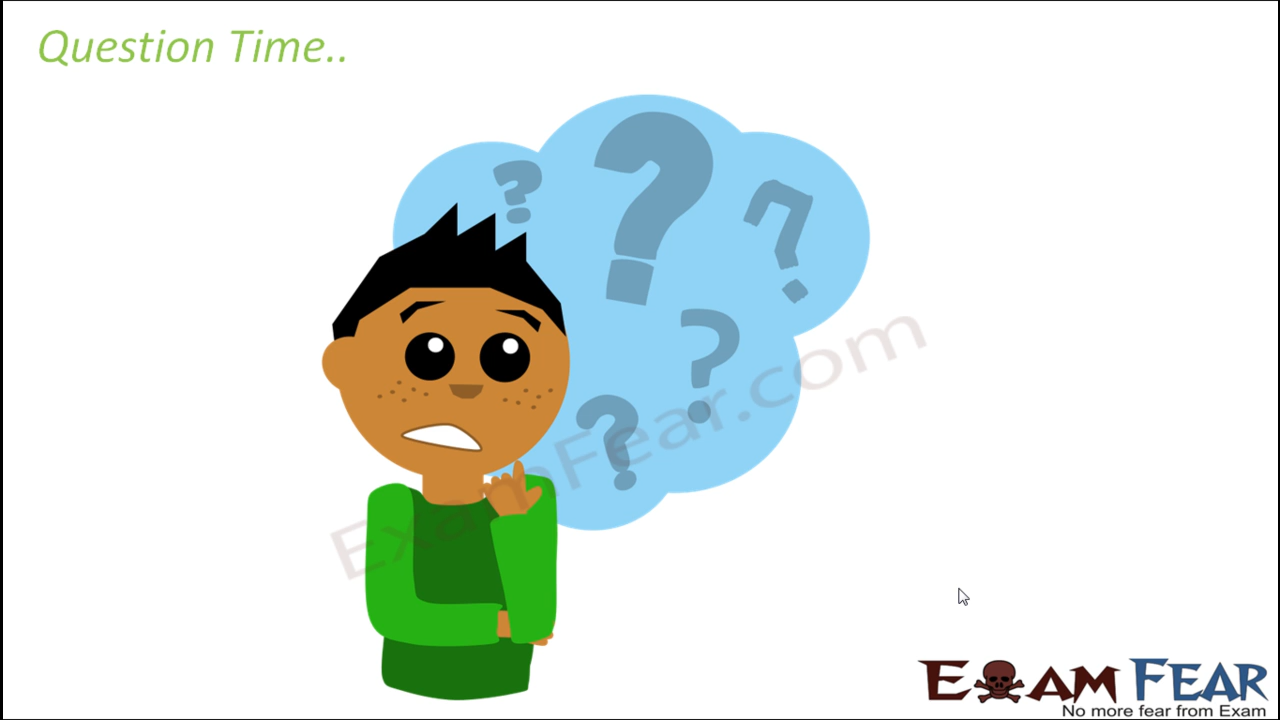 Question Time..
? ? ?
?
?
ExamFear.com
EXAM FEAR
No more fear from Exam